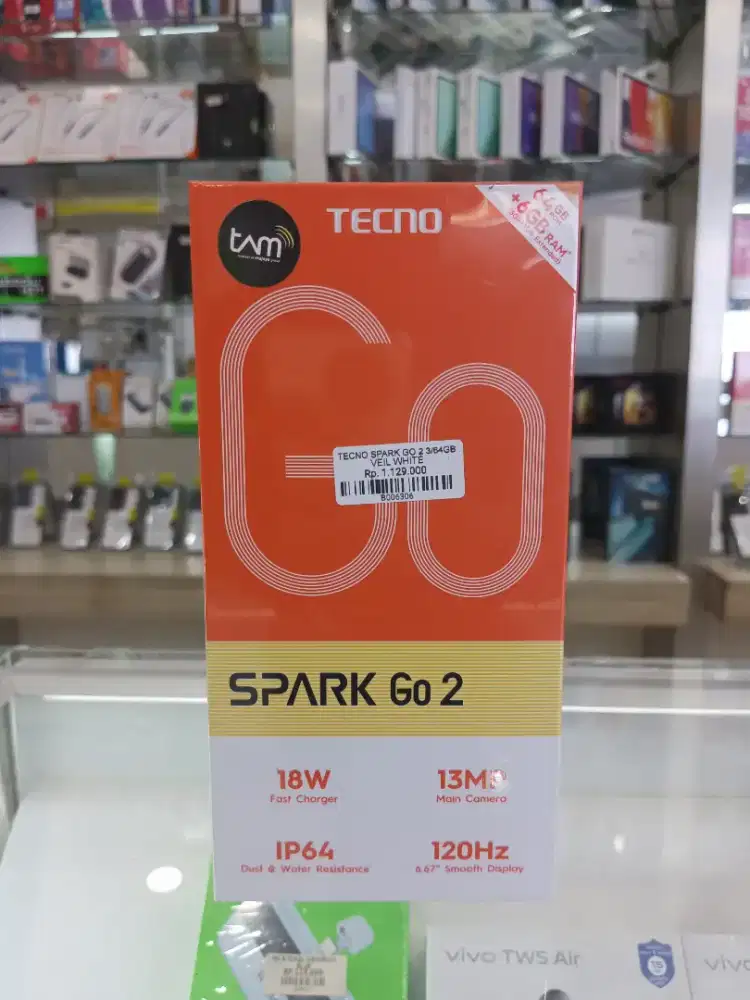 tam
TECNO
64GB
+6GB RAM*
TECNO SPARK GO 2 3/64GB
VEIL WHITE
Rp. 1.129.000
B006306
SPARK Go 2
18W
Fast Charger
13MP
Main Camera
IP64
Dust & Water Resistance
120Hz
6.67" Smooth Display
vivo TWS Air
vivo